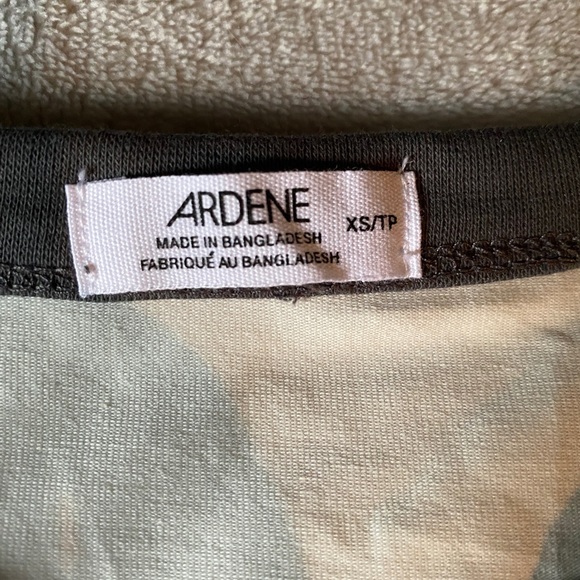 ARDENE XS/TP
MADE IN BANGLADESH
FABRIQUÉ AU BANGLADESH